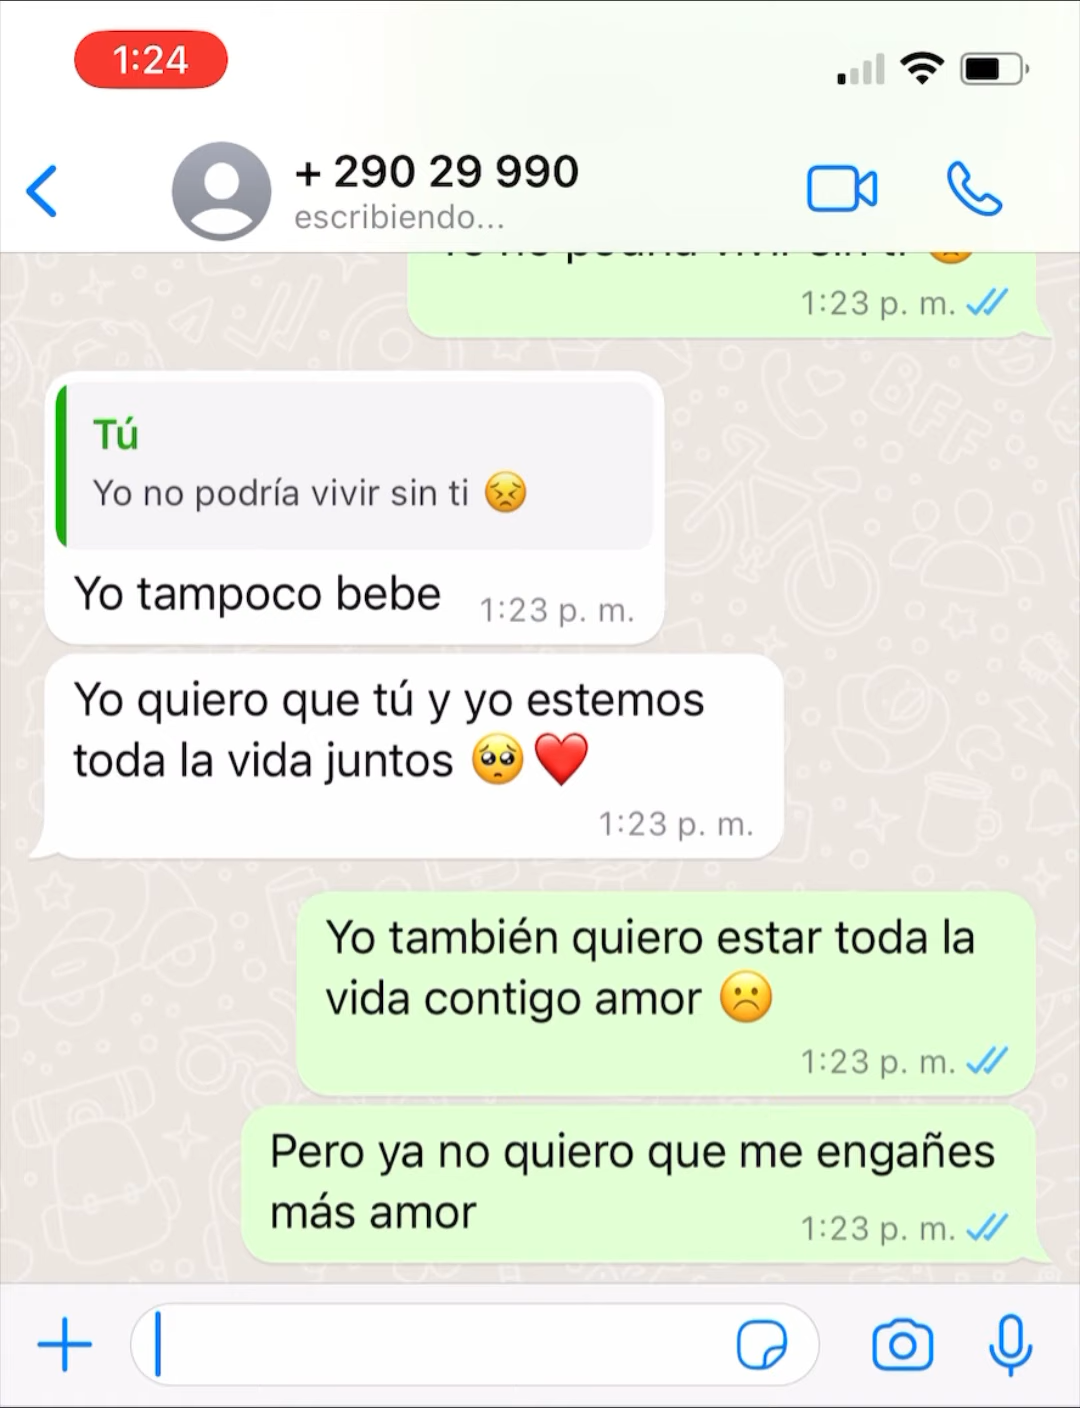 1:24
+ 290 29 990
escribiendo...
1:23 p. m.
Tú
Yo no podría vivir sin ti 😣
Yo tampoco bebe
1:23 p. m.
Yo quiero que tú y yo estemos
toda la vida juntos 🥺❤️
1:23 p. m.
Yo también quiero estar toda la
vida contigo amor ☹️
1:23 p. m.
Pero ya no quiero que me engañes
más amor
1:23 p. m.